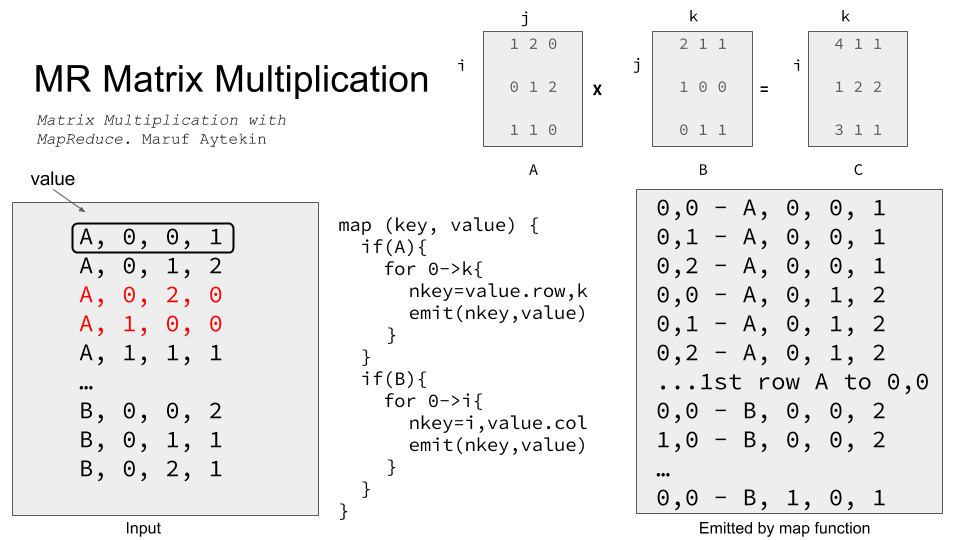 MR Matrix Multiplication
Matrix Multiplication with
MapReduce. Maruf Aytekin
j
i
1 2 0
0 1 2
1 1 0
A
x
k
j
2 1 1
1 0 0
0 1 1
B
=
k
i
4 1 1
1 2 2
3 1 1
C
value
A, 0, 0, 1
A, 0, 1, 2
A, 0, 2, 0
A, 1, 0, 0
A, 1, 1, 1
…
B, 0, 0, 2
B, 0, 1, 1
B, 0, 2, 1
Input
map (key, value) {
if(A){
for 0->k{
nkey=value.row,k
emit(nkey,value)
}
}
if(B){
for 0->i{
nkey=i,value.col
emit(nkey,value)
}
}
}
0,0 – A, 0, 0, 1
0,1 – A, 0, 0, 1
0,2 – A, 0, 0, 1
0,0 – A, 0, 1, 2
0,1 – A, 0, 1, 2
0,2 – A, 0, 1, 2
...1st row A to 0,0
0,0 – B, 0, 0, 2
1,0 – B, 0, 0, 2
…
0,0 – B, 1, 0, 1
Emitted by map function